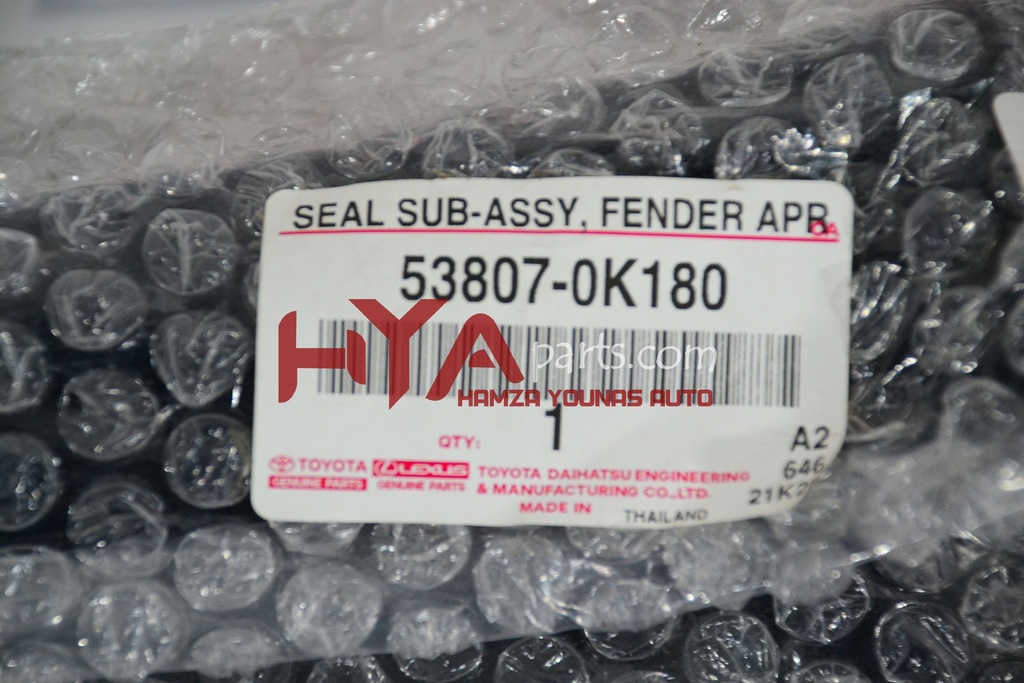 SEAL SUB-ASSY, FENDER APR
53807-0K180
HYA parts.com
HAMZA YOUNAS AUTO
QTY: 1
A2
TOYOTA
GENUINE PARTS
LEXUS
GENUINE PARTS
TOYOTA DAIHATSU ENGINEERING
& MANUFACTURING CO., LTD.
MADE IN THAILAND
646